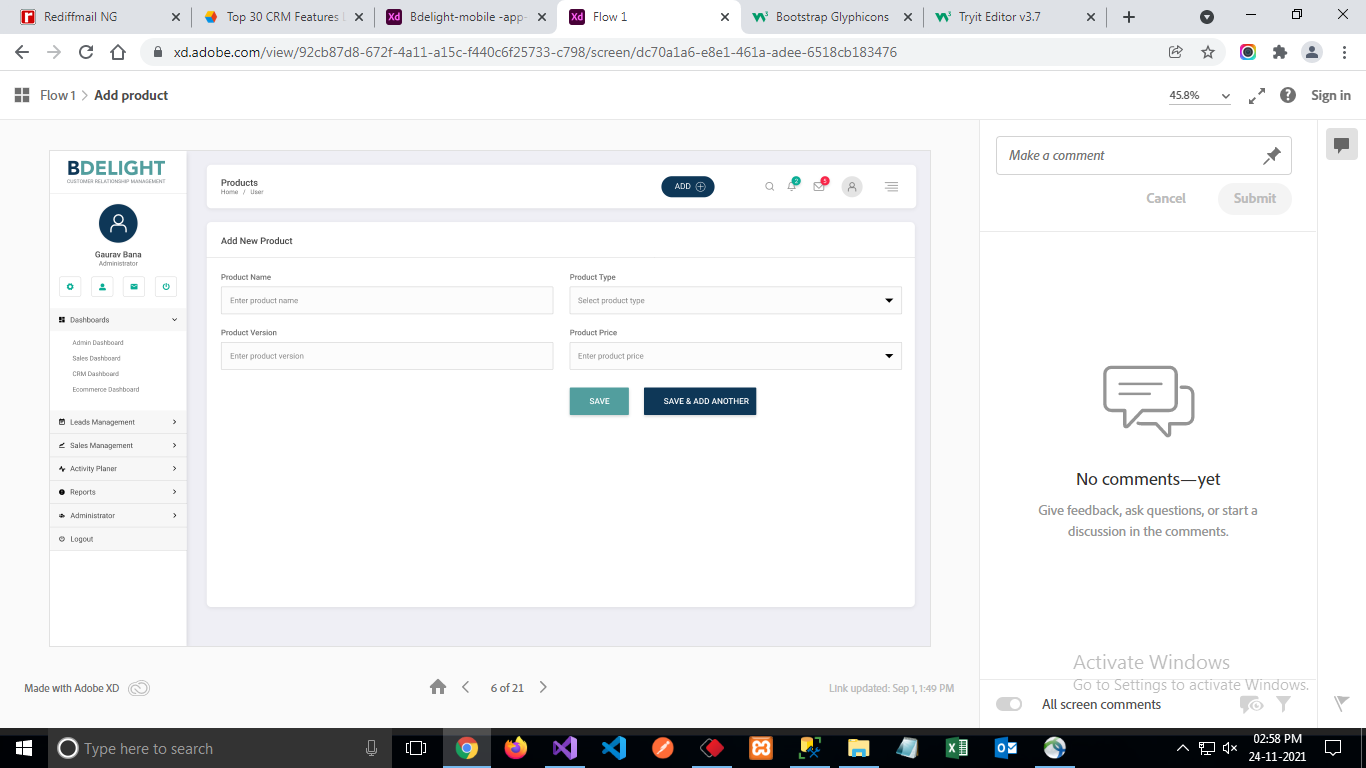 Rediffmail NG
Top 30 CRM Features
Bdelight-mobile -app-
Flow 1
Bootstrap Glyphicons
Tryit Editor v3.7
xd.adobe.com/view/92cb87d8-672f-4a11-a15c-f440c6f25733-c798/screen/dc70a1a6-e8e1-461a-adee-6518cb183476
Flow 1 > Add product
45.8%
Sign in
BDELIGHT
CUSTOMER RELATIONSHIP MANAGEMENT
Gaurav Bana
Administrator
Dashboards
Admin Dashboard
Sales Dashboard
CRM Dashboard
Ecommerce Dashboard
Leads Management
Sales Management
Activity Planer
Reports
Administrator
Logout
Products
Home / User
ADD
Add New Product
Product Name
Enter product name
Product Type
Select product type
Product Version
Enter product version
Product Price
Enter product price
SAVE
SAVE & ADD ANOTHER
Make a comment
Cancel
Submit
No comments—yet
Give feedback, ask questions, or start a
discussion in the comments.
Activate Windows
Go to Settings to activate Windows.
All screen comments
Made with Adobe XD
6 of 21
Link updated: Sep 1, 1:49 PM
Type here to search
02:58 PM
24-11-2021